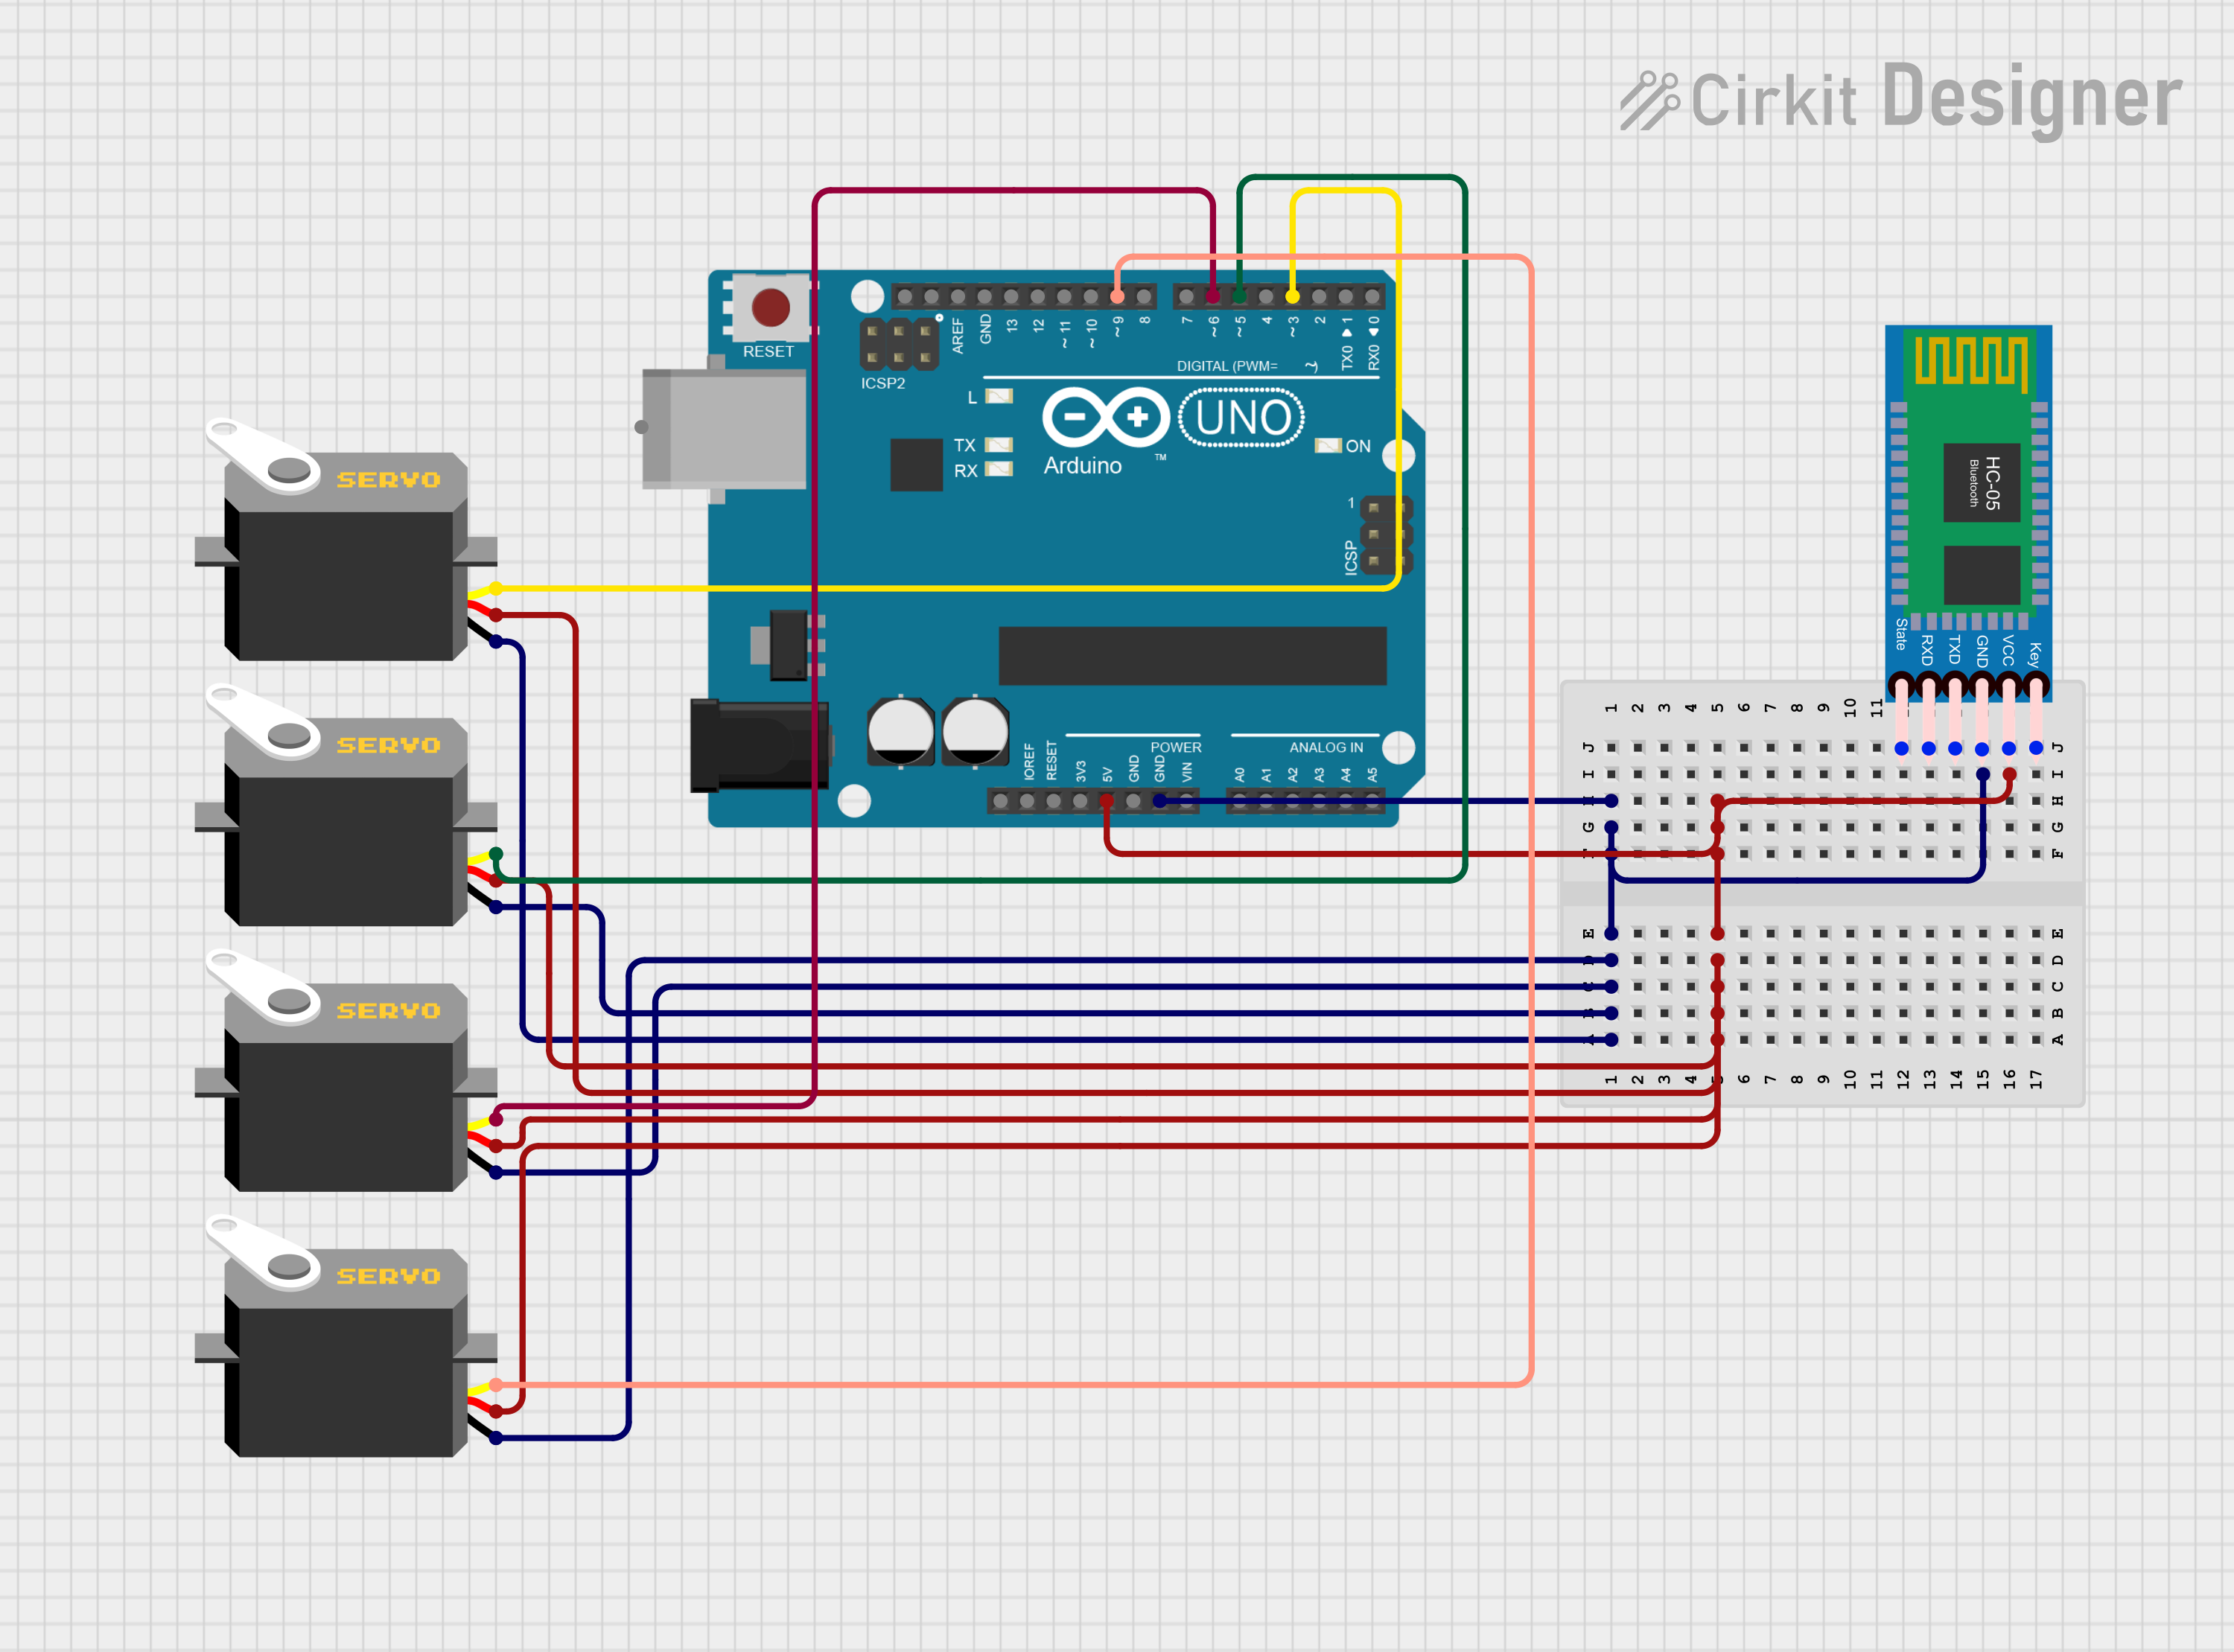 Cirkit Designer
RESET
ICSP2
AREF
GND
13
12
~ 11
~ 10
~ 9
8
7
~ 6
~ 5
4
~ 3
2
TX0 ▶ 1
RX0 ◀ 0
DIGITAL (PWM= ~)
L
TX
RX
Arduino
™
UNO
ON
1
ICSP
IOREF
RESET
3V3
5V
GND
GND
VIN
POWER
A0
A1
A2
A3
A4
A5
ANALOG IN
SERVO
SERVO
SERVO
SERVO
HC-05
Bluetooth
State
RXD
TXD
GND
VCC
Key
1 2 3 4 5 6 7 8 9 10 11
J J
I I
H H
G G
F
E E
D D
C C
B B
A A
1 2 3 4 5 6 7 8 9 10 11 12 13 14 15 16 17